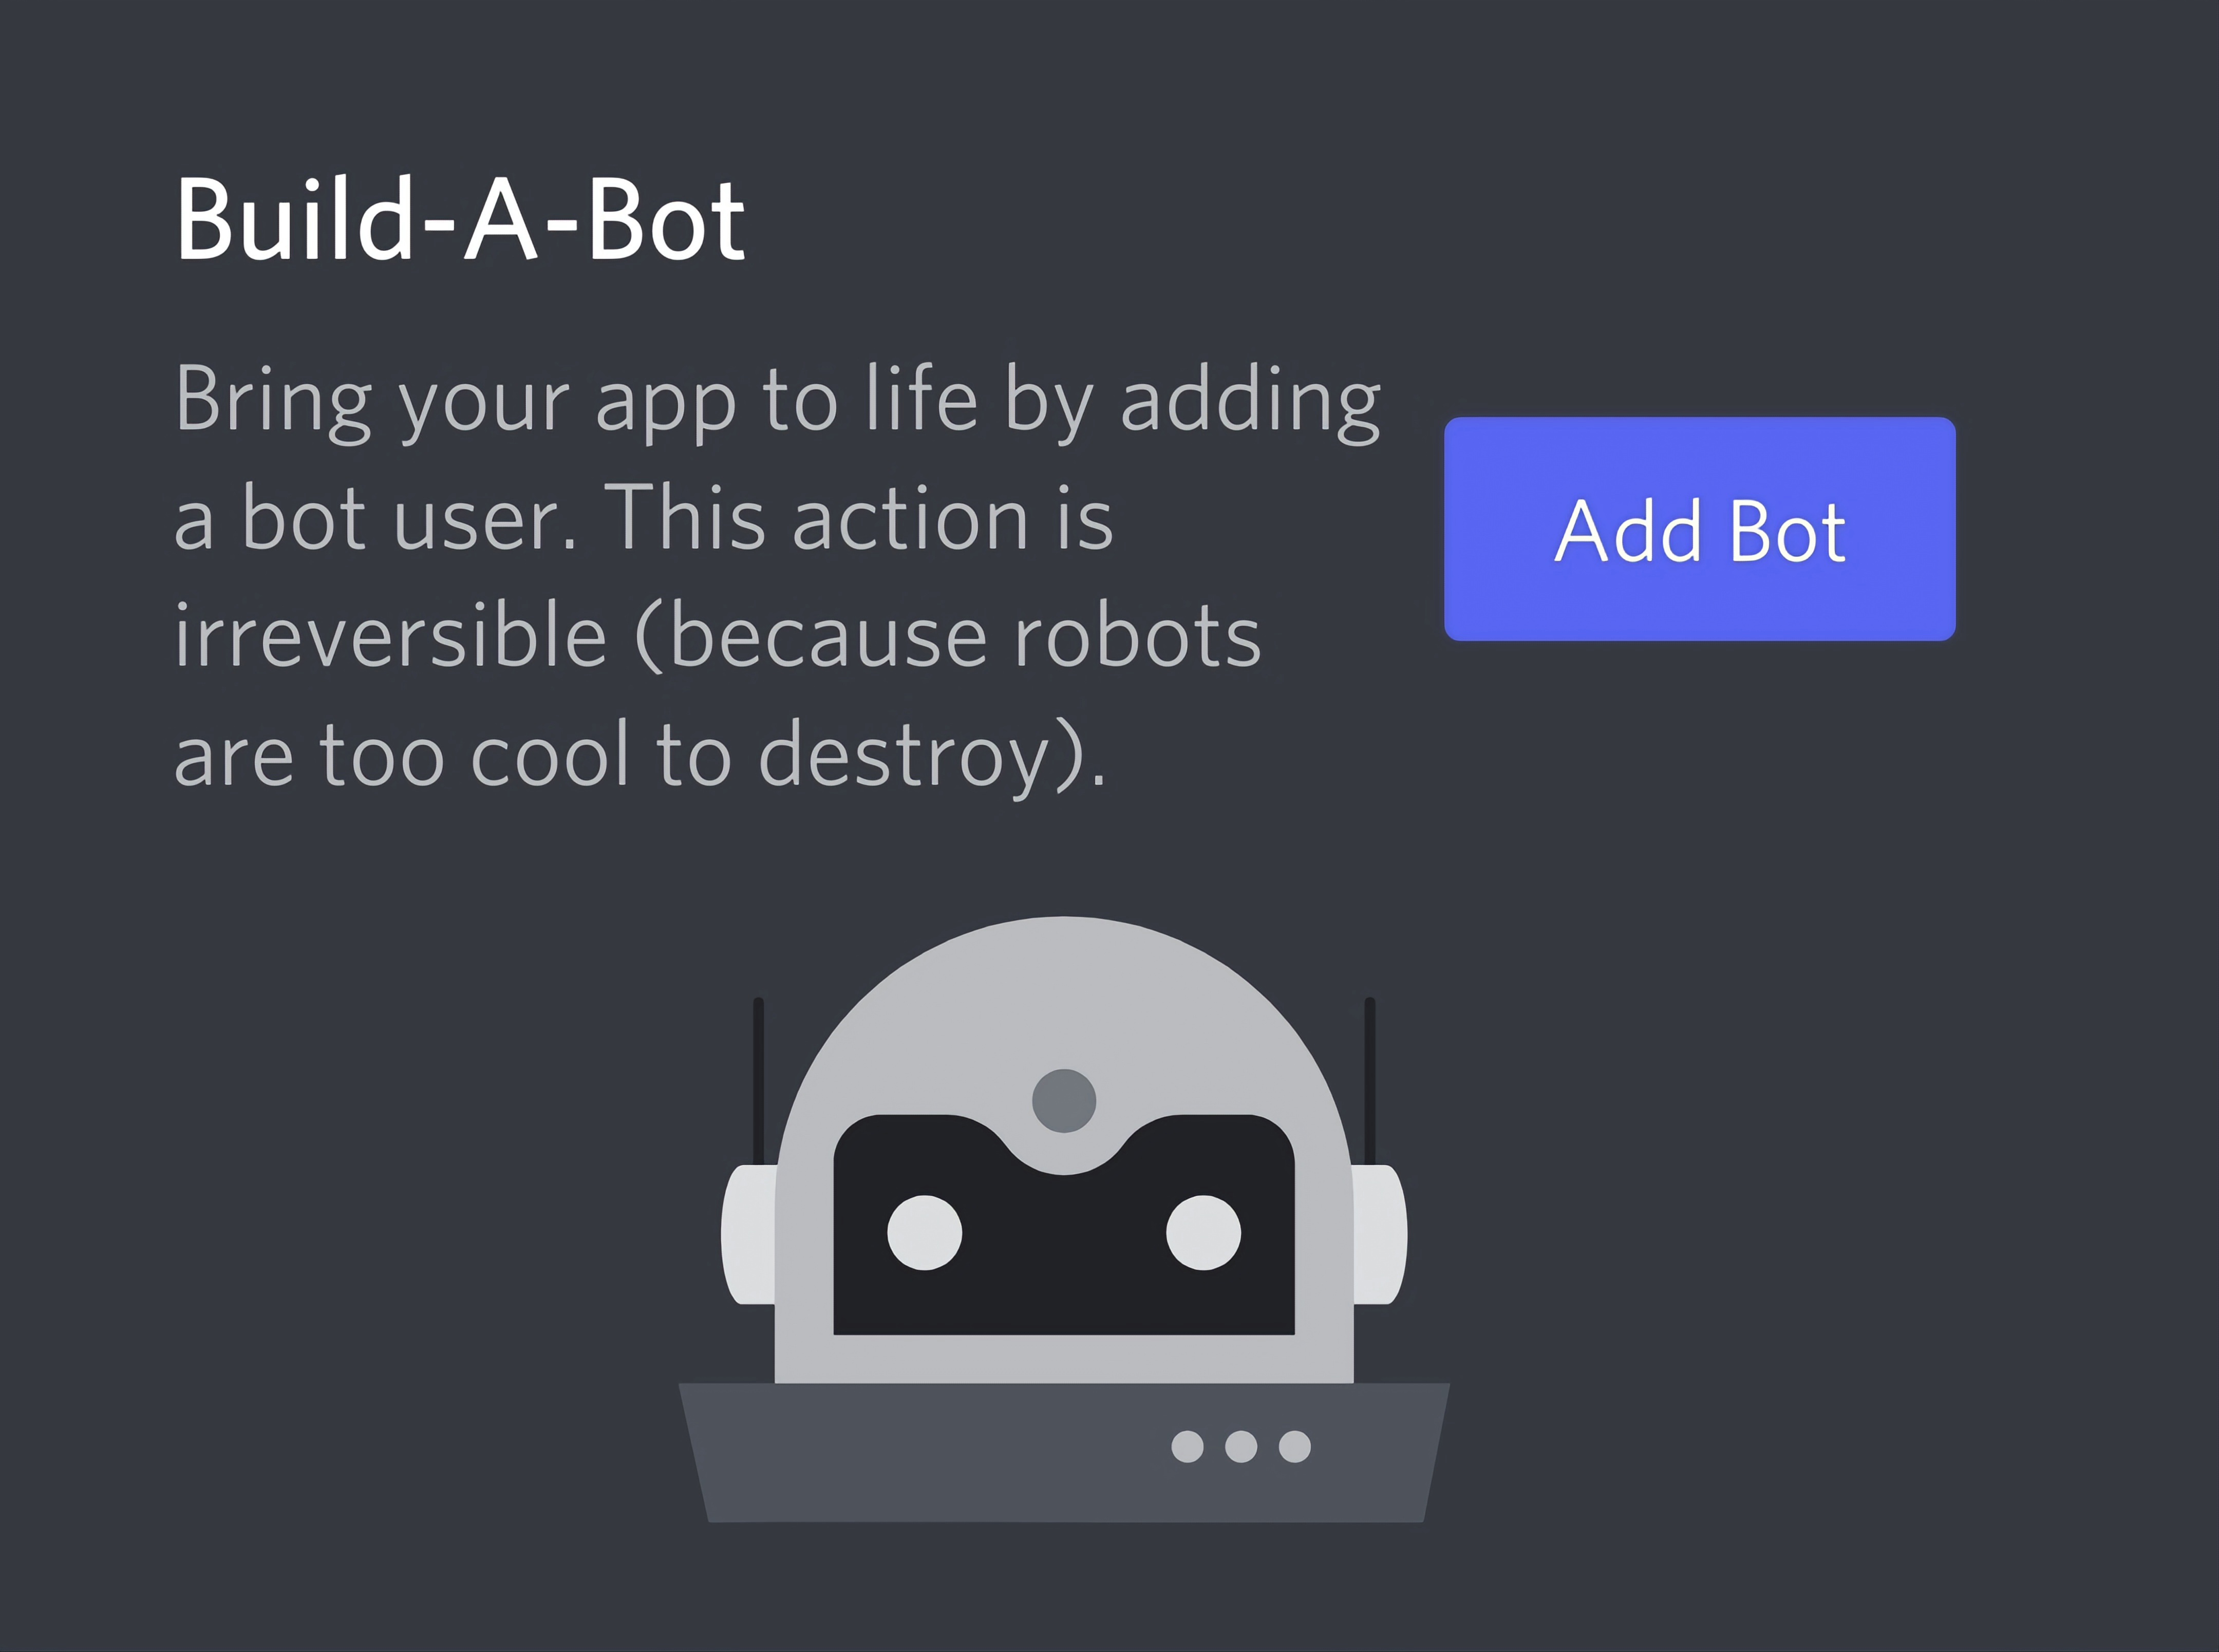 Build-A-Bot
Bring your app to life by adding
a bot user. This action is
irreversible (because robots
are too cool to destroy).
Add Bot